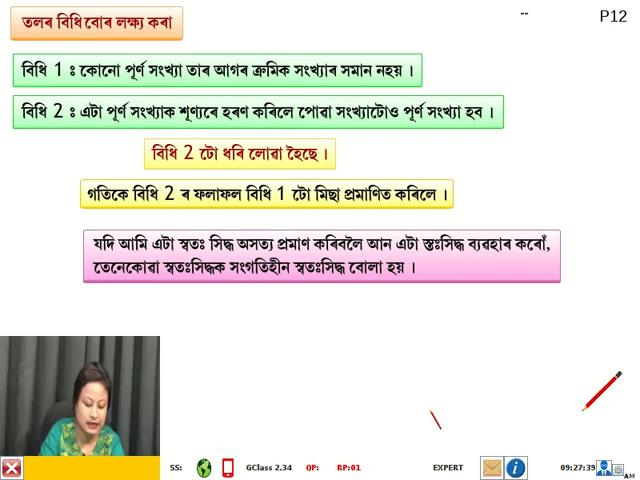 --
P12
তলৰ বিধিবোৰ লক্ষ্য কৰা
বিধি 1 ঃ কোনো পূৰ্ণ সংখ্যা তাৰ আগৰ ক্ৰমিক সংখ্যাৰ সমান নহয় ।
বিধি 2 ঃ এটা পূৰ্ণ সংখ্যাক শূণ্যৰে হৰণ কৰিলে পোৱা সংখ্যাটোও পূৰ্ণ সংখ্যা হব ।
বিধি 2 টো ধৰি লোৱা হৈছে ।
গতিকে বিধি 2 ৰ ফলাফল বিধি 1 টো মিছা প্ৰমাণিত কৰিলে ।
যদি আমি এটা স্বতঃ সিদ্ধ অসত্য প্ৰমাণ কৰিবলৈ আন এটা স্তঃসিদ্ধ ব্যৱহাৰ কৰোঁ,
তেনেকোৱা স্বতঃসিদ্ধক সংগতিহীন স্বতঃসিদ্ধ বোলা হয় ।
SS: GClass 2.34 QP: RP:01 EXPERT 09:27:39 AM